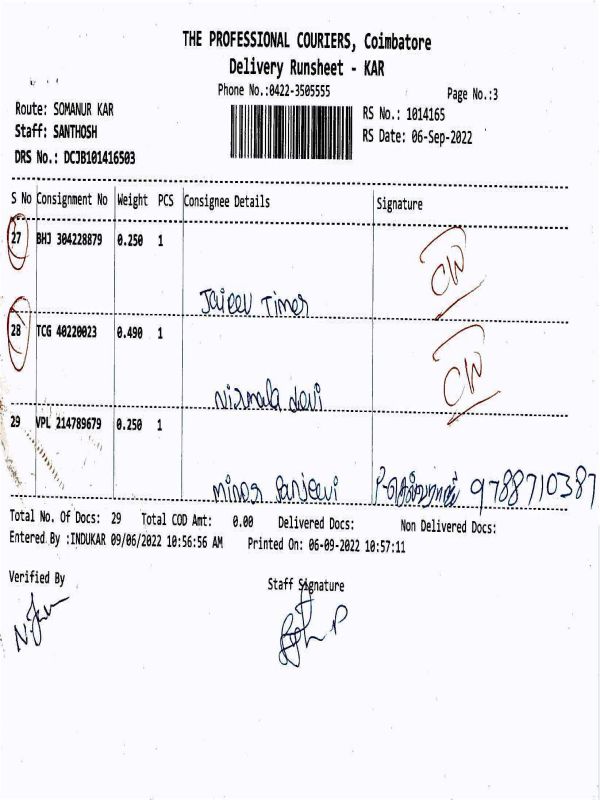 THE PROFESSIONAL COURIERS, Coimbatore
Delivery Runsheet - KAR
Phone No.:0422-3505555
Page No.:3
Route: SOMANUR KAR
RS No.: 1014165
Staff: SANTHOSH
RS Date: 06-Sep-2022
DRS No.: DCJB101416503
S No Consignment No Weight PCS Consignee Details Signature
27 BHJ 304228879 0.250 1
CW
28 TCG 40220023 0.490 1
CW
Nirmala devi
29 VPL 214789679 0.250 1
9788710387
Total No. Of Docs: 29 Total COD Amt: 0.00 Delivered Docs: Non Delivered Docs:
Entered By :INDUKAR 09/06/2022 10:56:56 AM Printed On: 06-09-2022 10:57:11
Verified By
Staff Signature